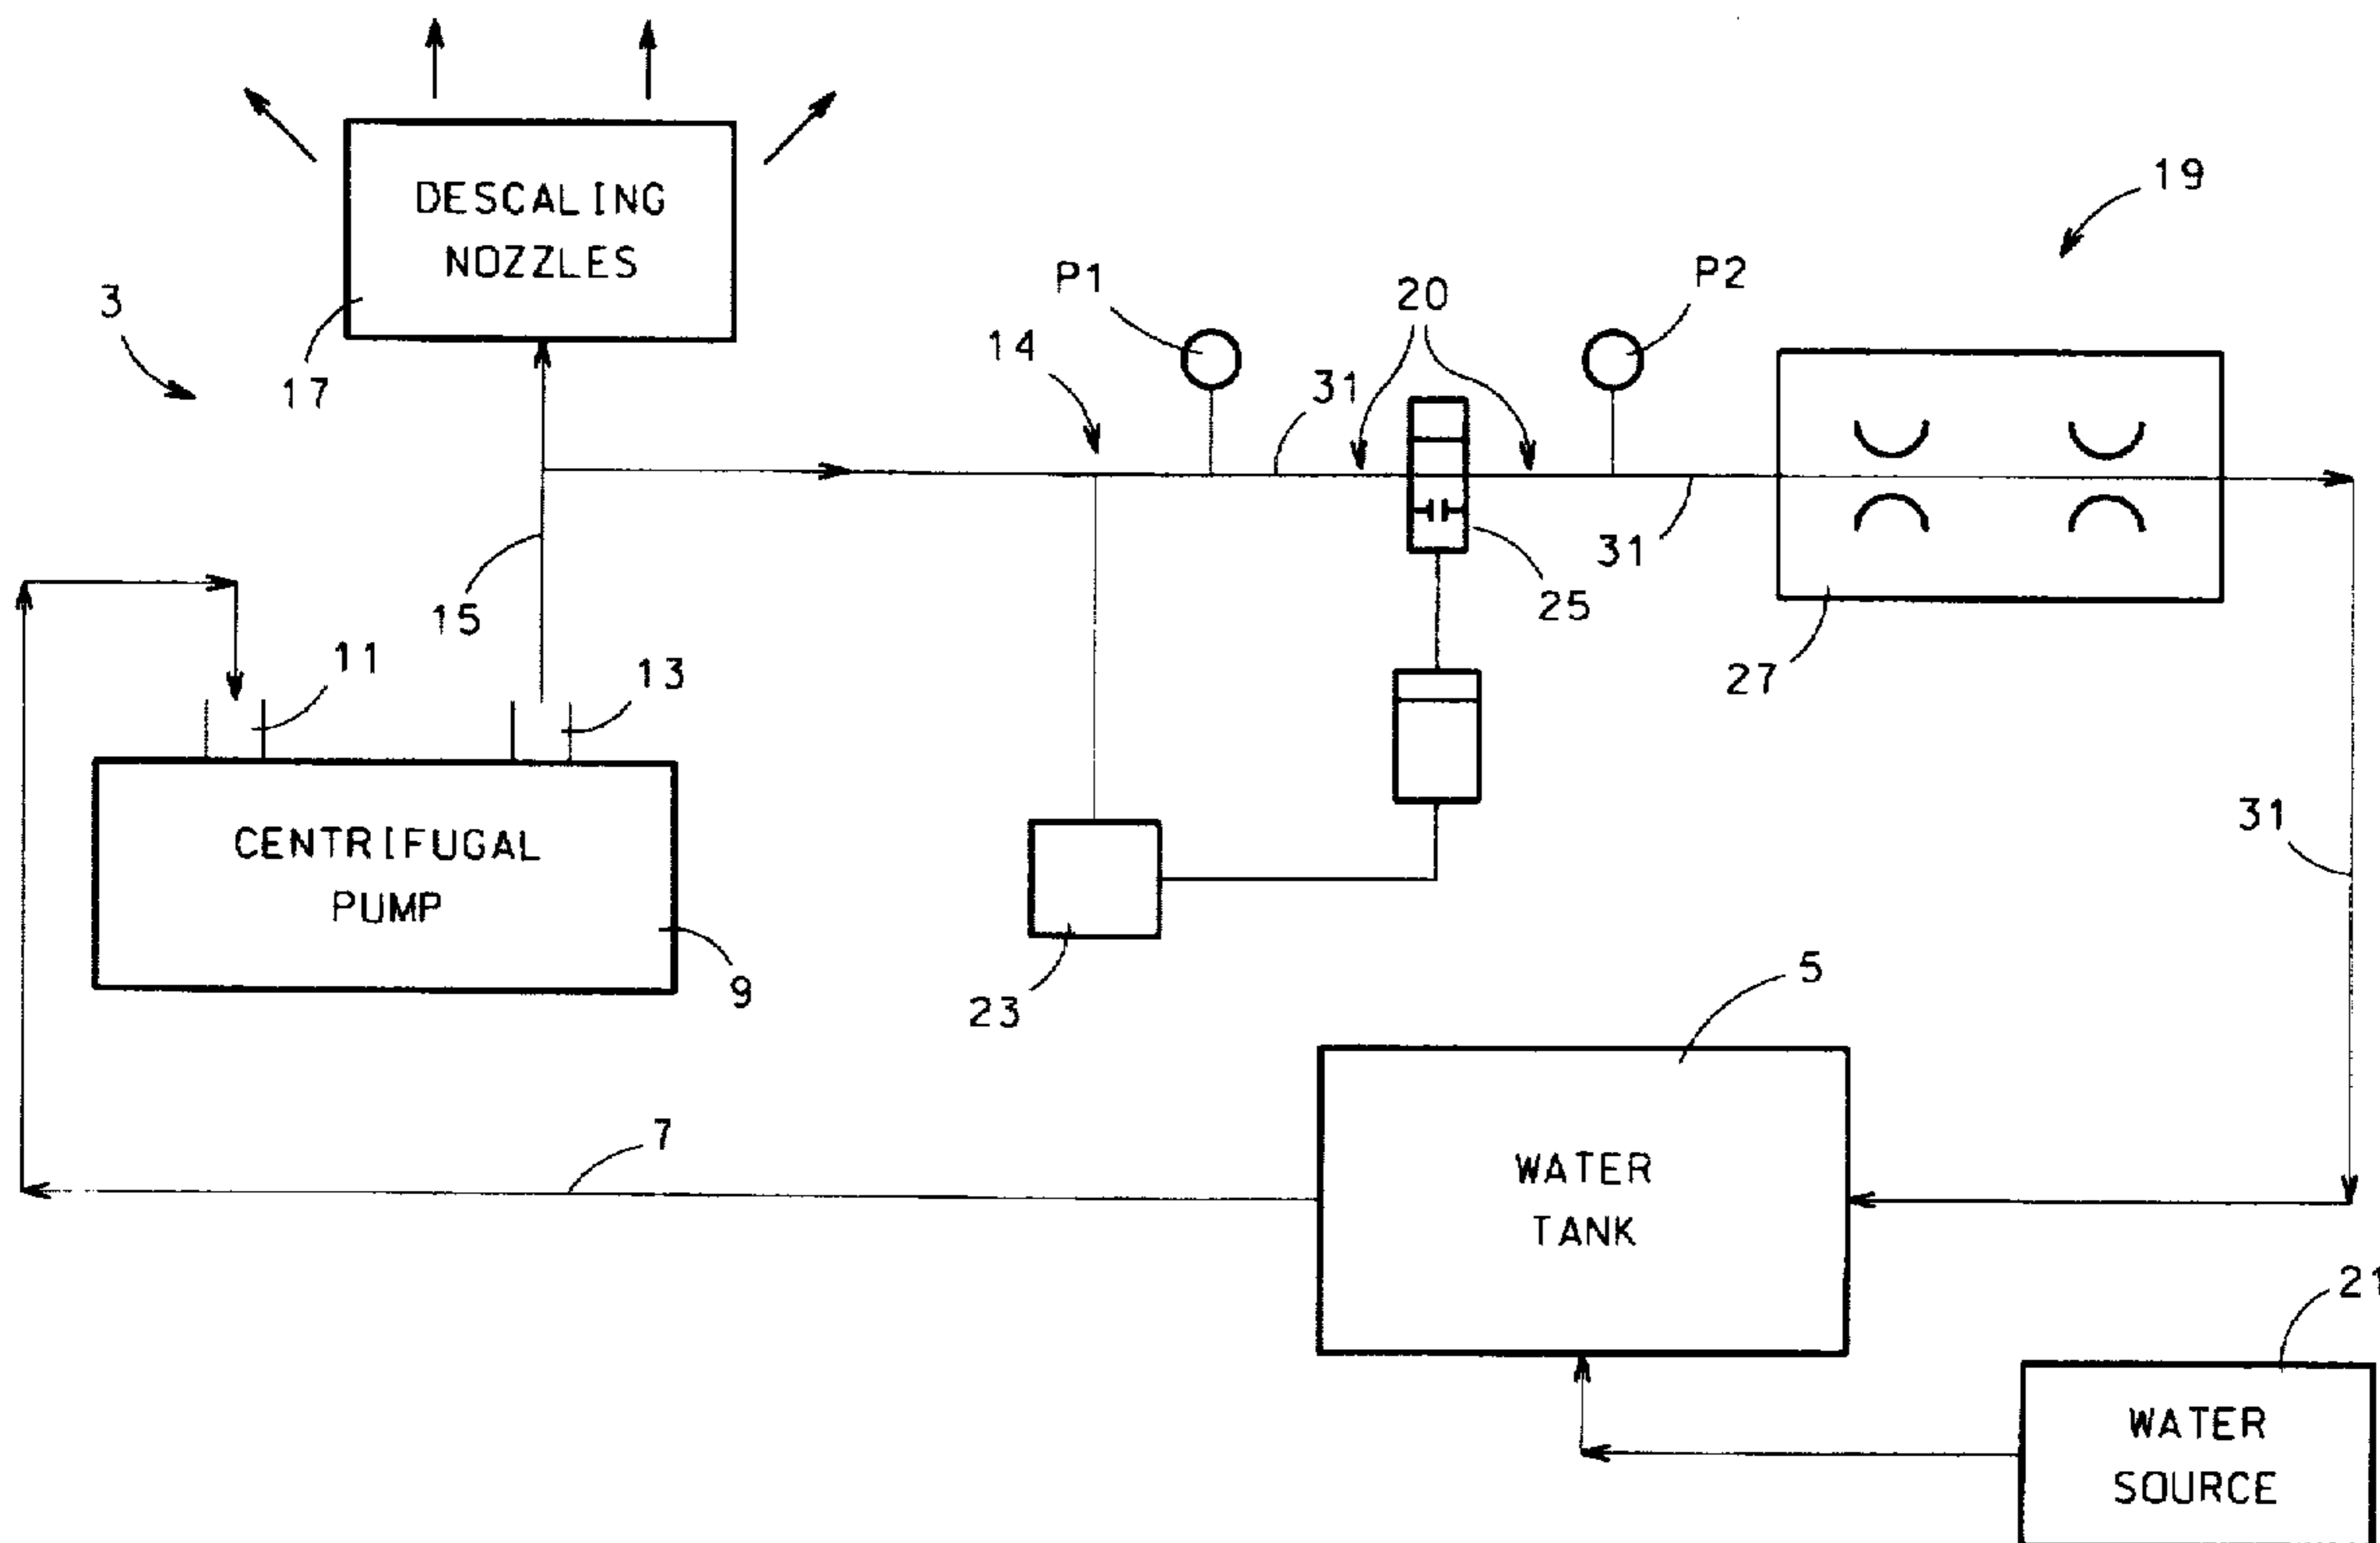 DESCALING
NOZZLES
19
P1
20
P2
3
14
17
31
15
25
31
11
13
27
CENTRIFUGAL
PUMP
31
9
23
5
7
WATER
TANK
21
WATER
SOURCE